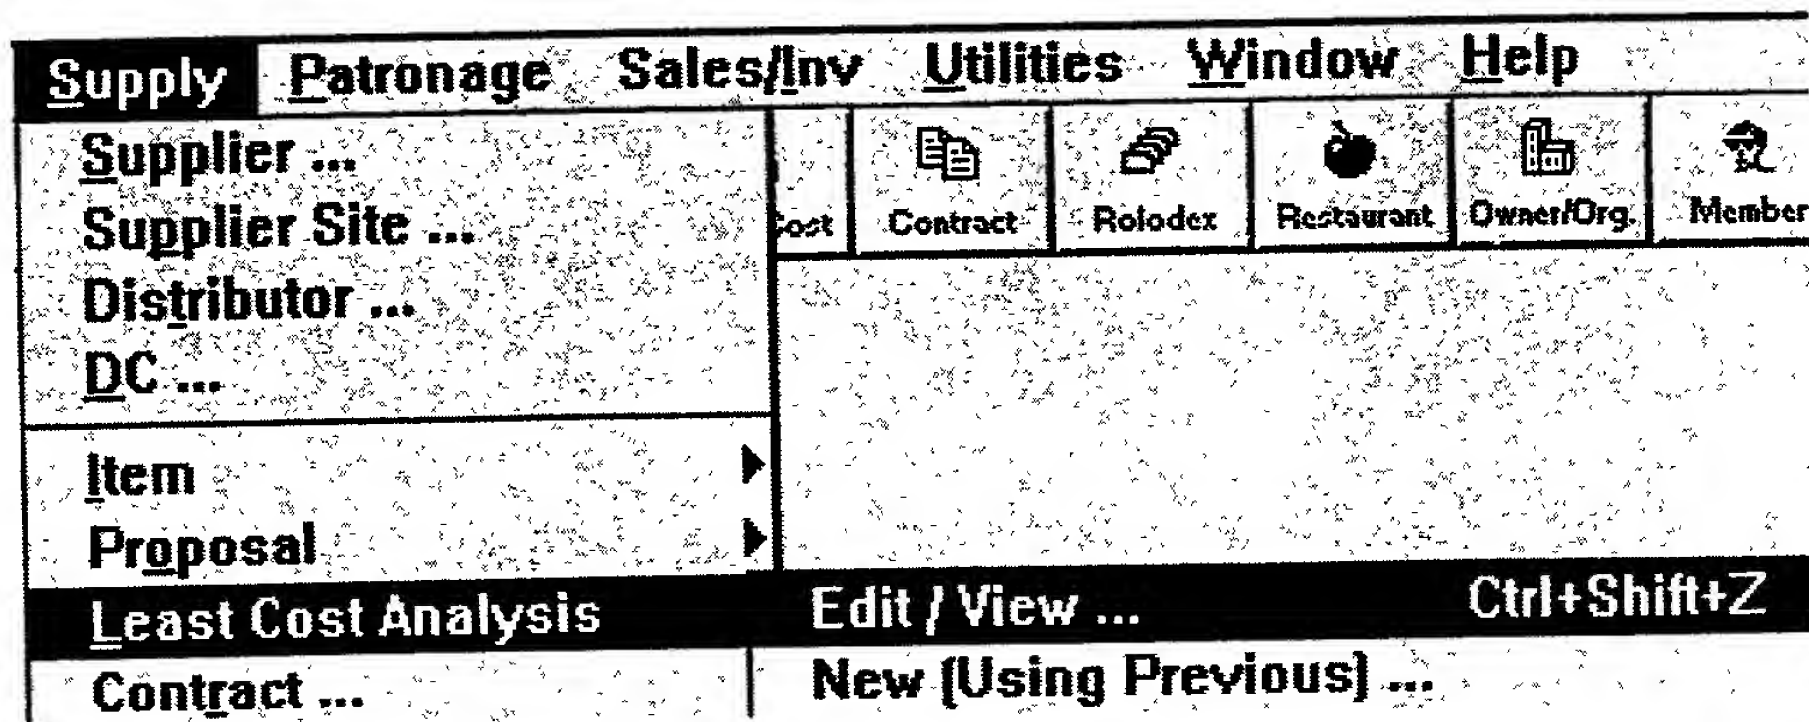 Supply Patronage Sales/Inv Utilities Window Help
Supplier ...
Supplier Site ...
Distributor ...
DC ...
Item
Proposal
Least Cost Analysis
Contract ...
Cost Contract Rolodex Restaurant Owner/Org. Member
Edit / View ... Ctrl+Shift+Z
New (Using Previous) ...